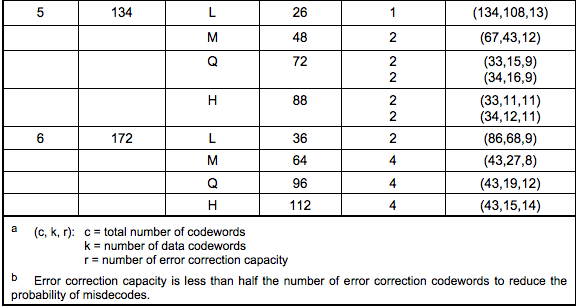 5 134 L 26 1 (134,108,13)
M 48 2 (67,43,12)
Q 72 2 (33,15,9)
2 (34,16,9)
H 88 2 (33,11,11)
2 (34,12,11)
6 172 L 36 2 (86,68,9)
M 64 4 (43,27,8)
Q 96 4 (43,19,12)
H 112 4 (43,15,14)
a (c, k, r): c = total number of codewords
k = number of data codewords
r = number of error correction capacity
b Error correction capacity is less than half the number of error correction codewords to reduce the
probability of misdecodes.